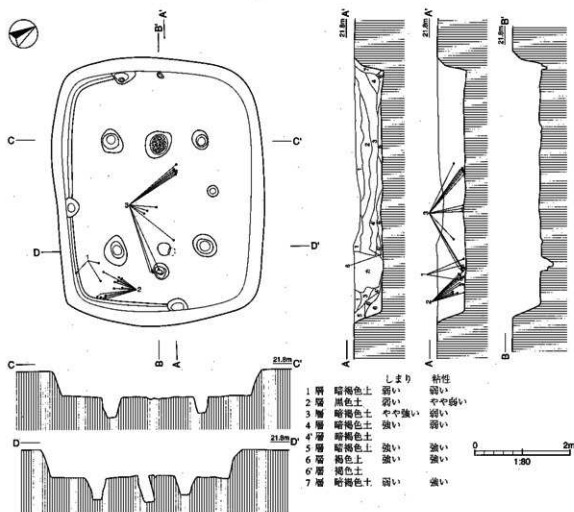 B' A'
C C'
D D'
B A
3
1
2
A' 21.8m
A' 21.8m
B' 21.8m
A
A
B
C 21.8m C'
D 21.8m D'
しまり 粘性
1 層 暗褐色土 弱い 弱い
2 層 黒色土 弱い やや弱い
3 層 暗褐色土 やや強い 弱い
4 層 暗褐色土 強い 弱い
4' 層 暗褐色土
5 層 暗褐色土 強い 強い
6 層 褐色土 強い 強い
6' 層 褐色土
7 層 暗褐色土 弱い 強い
0 2m
1:80